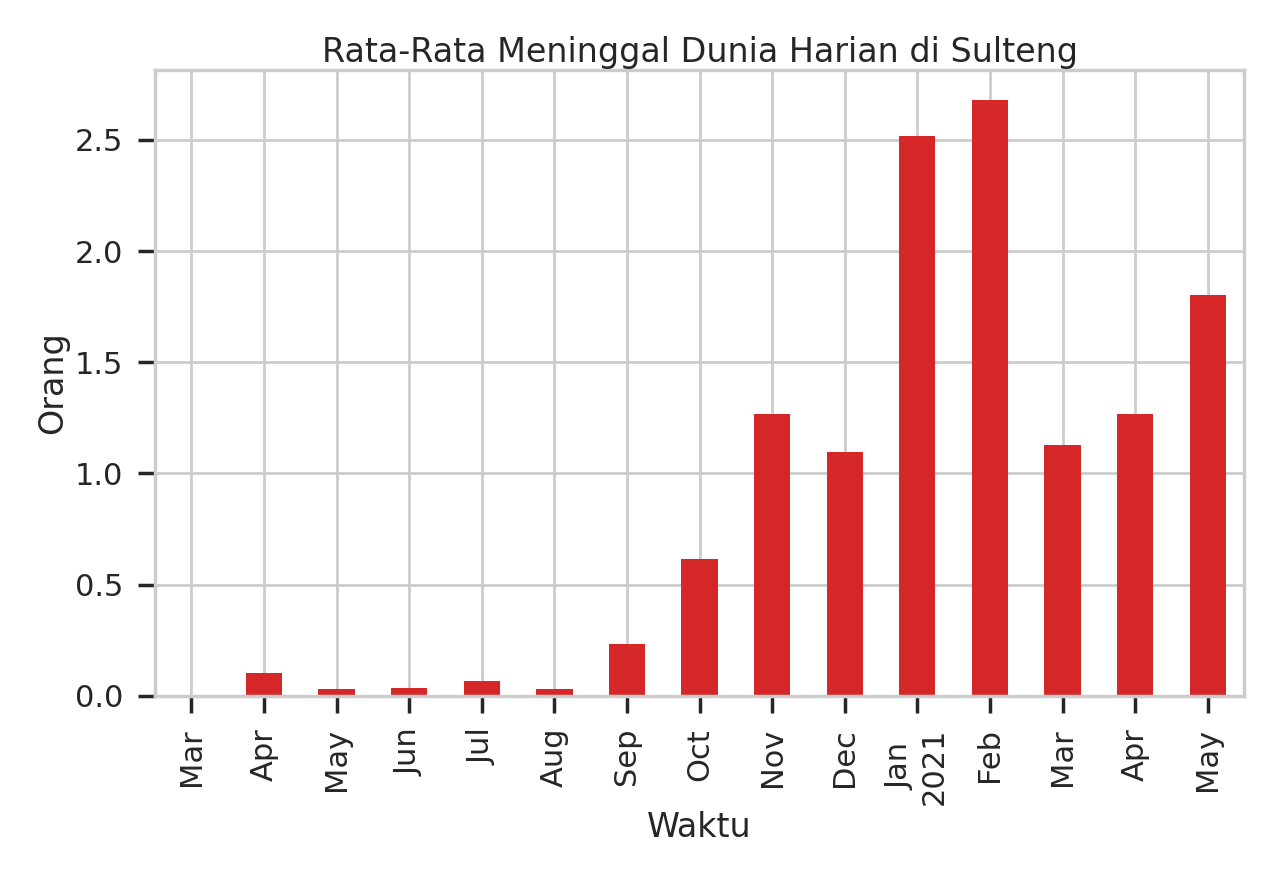 Rata-Rata Meninggal Dunia Harian di Sulteng
Orang
2.5
2.0
1.5
1.0
0.5
0.0
Mar
Apr
May
Jun
Jul
Aug
Sep
Oct
Nov
Dec
Jan
2021
Feb
Mar
Apr
May
Waktu